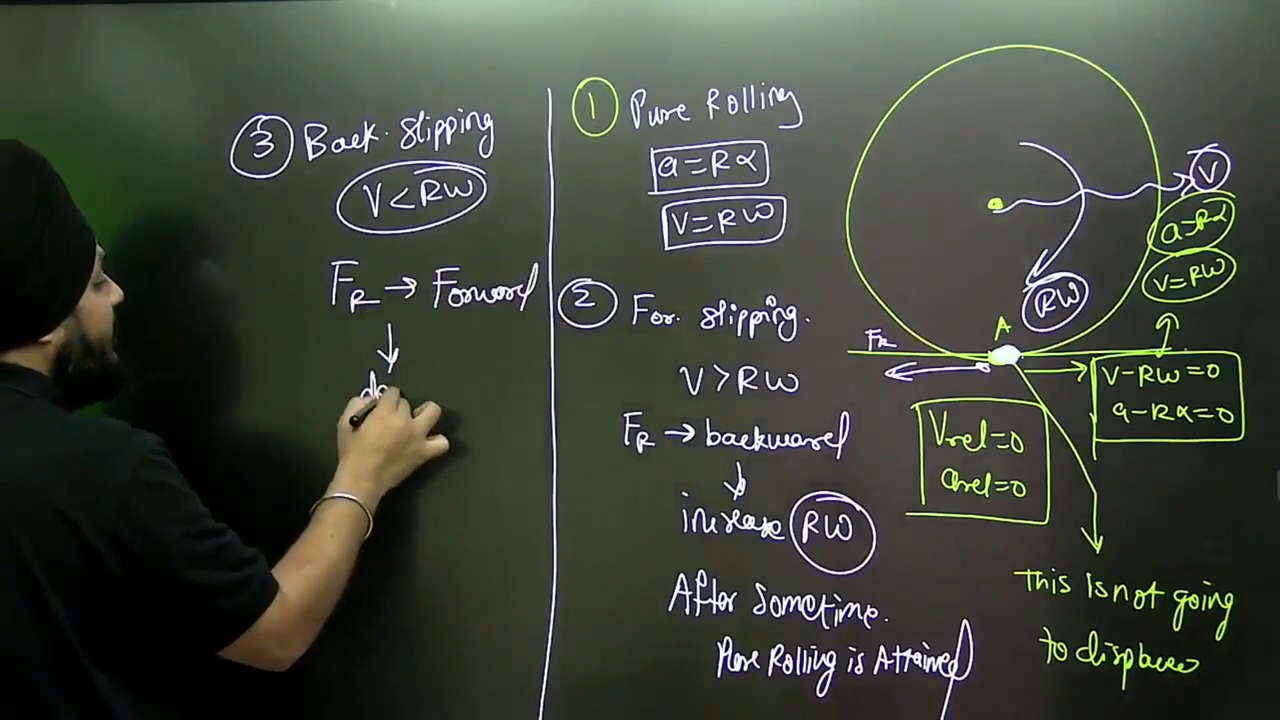 3 Back. Slipping
V < RW
FR → Forward
↓
de
1 Pure Rolling
a = Rα
V = RW
2 For. Slipping.
V > RW
FR → backward
↓
increase RW
After Sometime.
Pure Rolling is Attained
V
a = Rα
V = RW
RW
A
FR
V - RW = 0
a - Rα = 0
Vrel = 0
arel = 0
This is not going
to displace